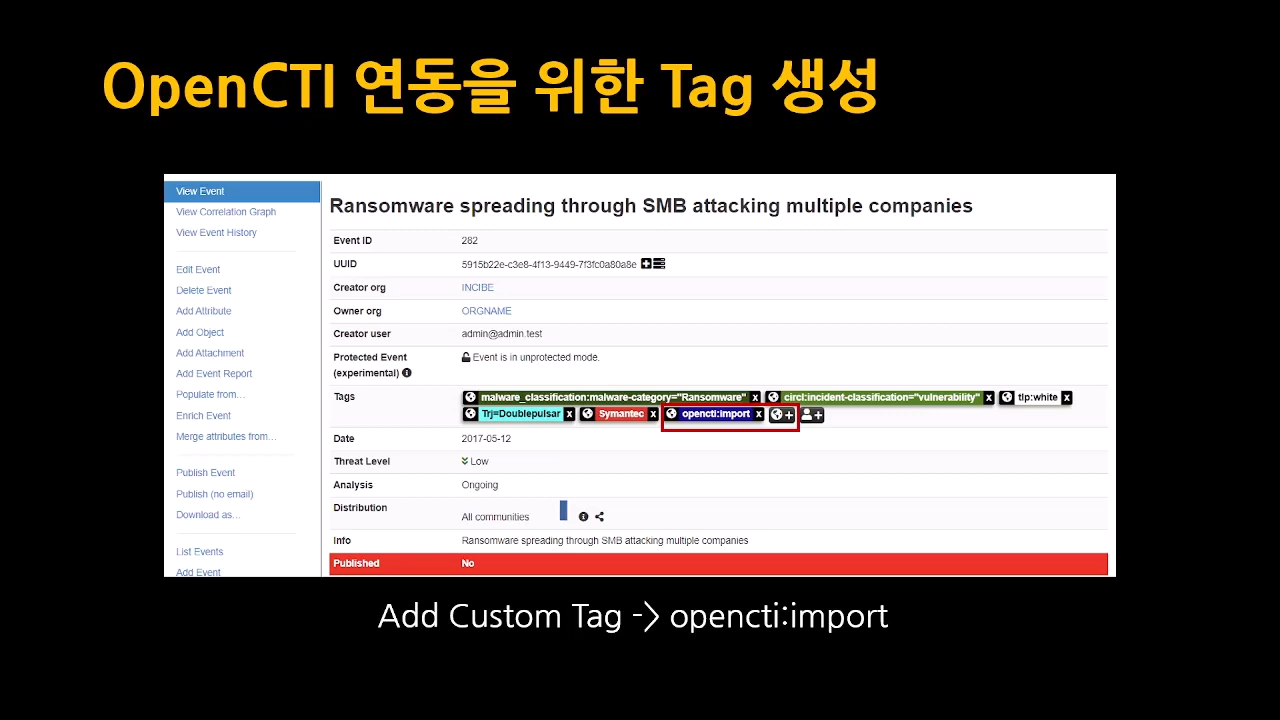 OpenCTI 연동을 위한 Tag 생성
View Event
View Correlation Graph
View Event History
Edit Event
Delete Event
Add Attribute
Add Object
Add Attachment
Add Event Report
Populate from...
Enrich Event
Merge attributes from...
Publish Event
Publish (no email)
Download as...
List Events
Add Event
Ransomware spreading through SMB attacking multiple companies
Event ID 282
UUID 5915b22e-c3e8-4f13-9449-7f3fc0a80a8e
Creator org INCIBE
Owner org ORGNAME
Creator user admin@admin.test
Protected Event (experimental) Event is in unprotected mode.
Tags malware_classification:malware-category="Ransomware" x circl:incident-classification="vulnerability" x tlp:white x
Trj=Doublepulsar x Symantec x opencti:import x + +
Date 2017-05-12
Threat Level Low
Analysis Ongoing
Distribution All communities
Info Ransomware spreading through SMB attacking multiple companies
Published No
Add Custom Tag -> opencti:import